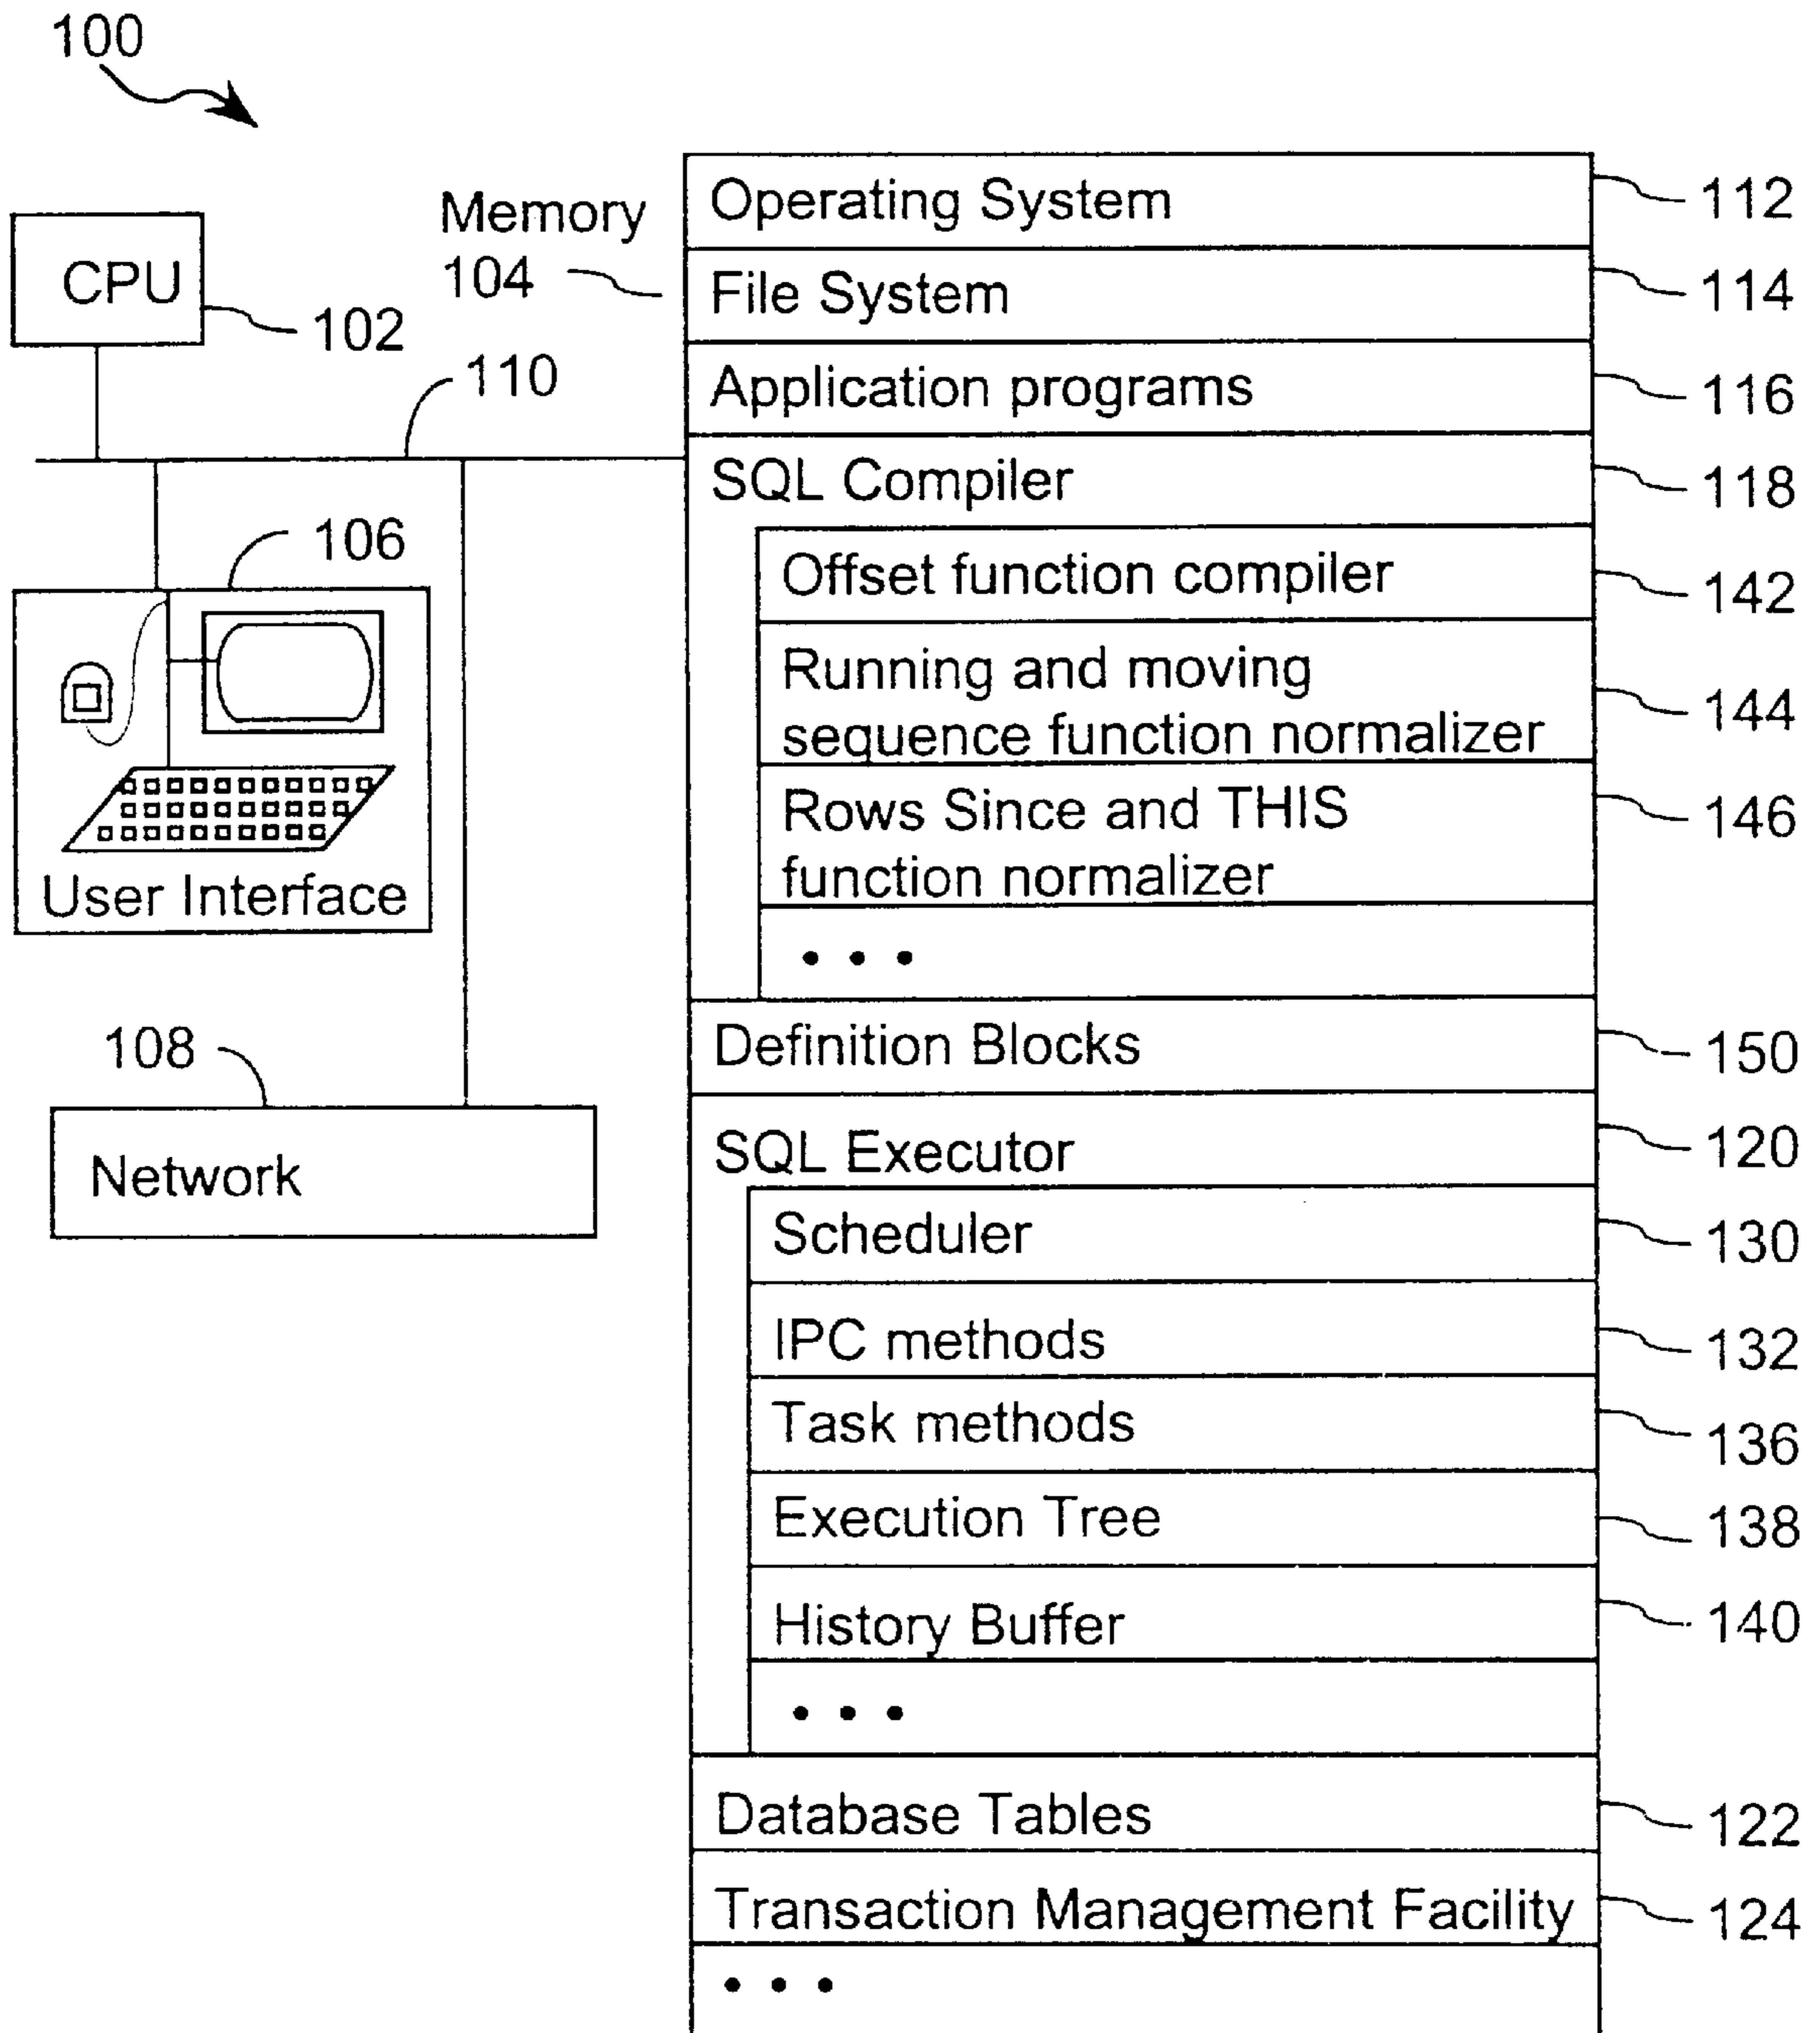 100
CPU
102
Memory
104
110
106
User Interface
108
Network
Operating System
112
File System
114
Application programs
116
SQL Compiler
118
Offset function compiler
142
Running and moving
sequence function normalizer
144
Rows Since and THIS
function normalizer
146
• • •
Definition Blocks
150
SQL Executor
120
Scheduler
130
IPC methods
132
Task methods
136
Execution Tree
138
History Buffer
140
• • •
Database Tables
122
Transaction Management Facility
124
• • •